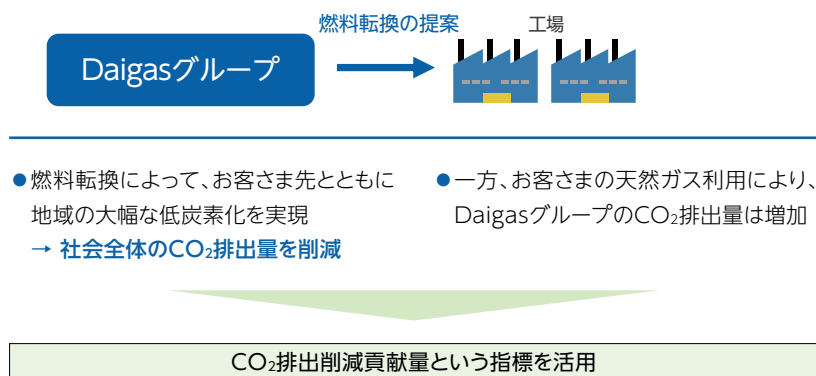 燃料転換の提案
工場
Daigasグループ
●燃料転換によって、お客さま先とともに
地域の大幅な低炭素化を実現
→ 社会全体のCO₂排出量を削減
●一方、お客さまの天然ガス利用により、
DaigasグループのCO₂排出量は増加
CO₂排出削減貢献量という指標を活用